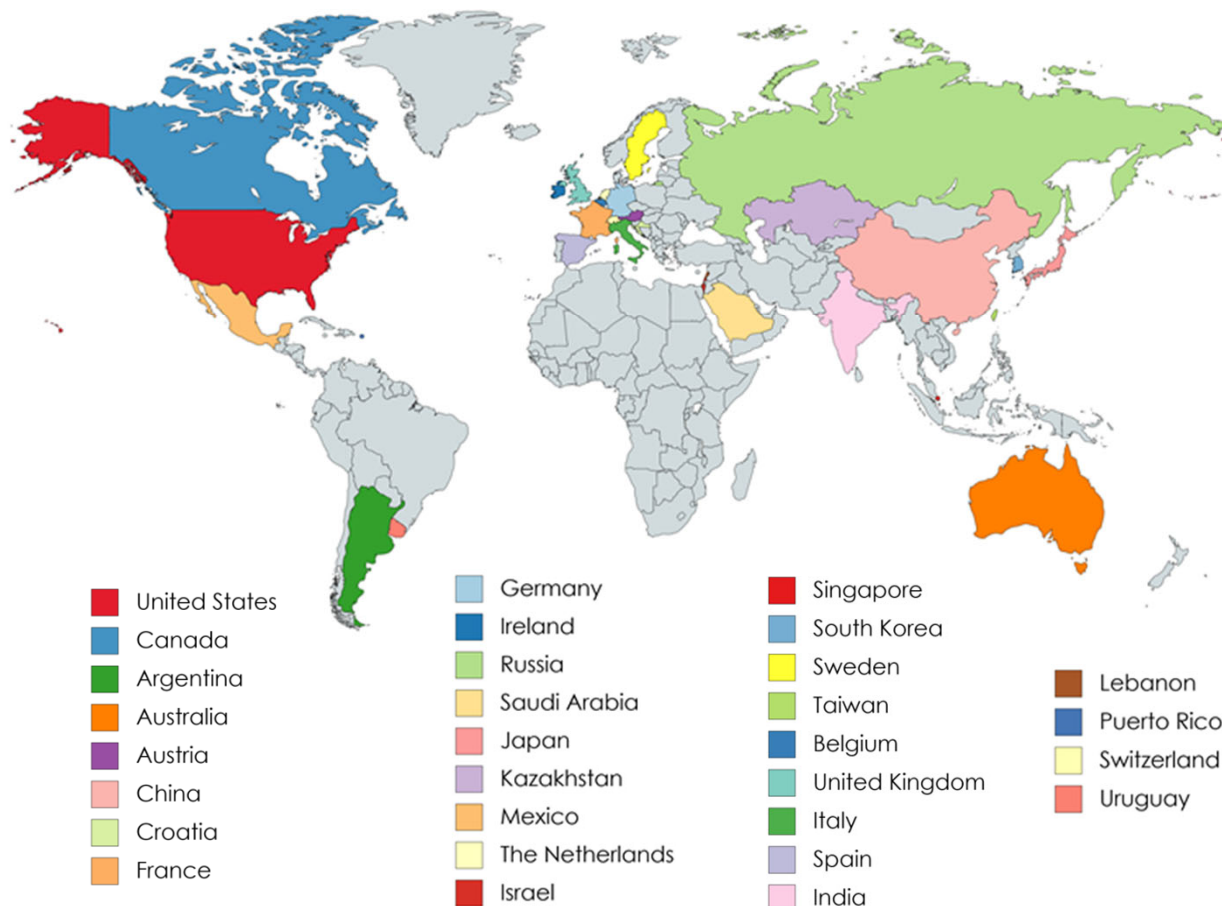 United States
Canada
Argentina
Australia
Austria
China
Croatia
France
Germany
Ireland
Russia
Saudi Arabia
Japan
Kazakhstan
Mexico
The Netherlands
Israel
Singapore
South Korea
Sweden
Taiwan
Belgium
United Kingdom
Italy
Spain
India
Lebanon
Puerto Rico
Switzerland
Uruguay